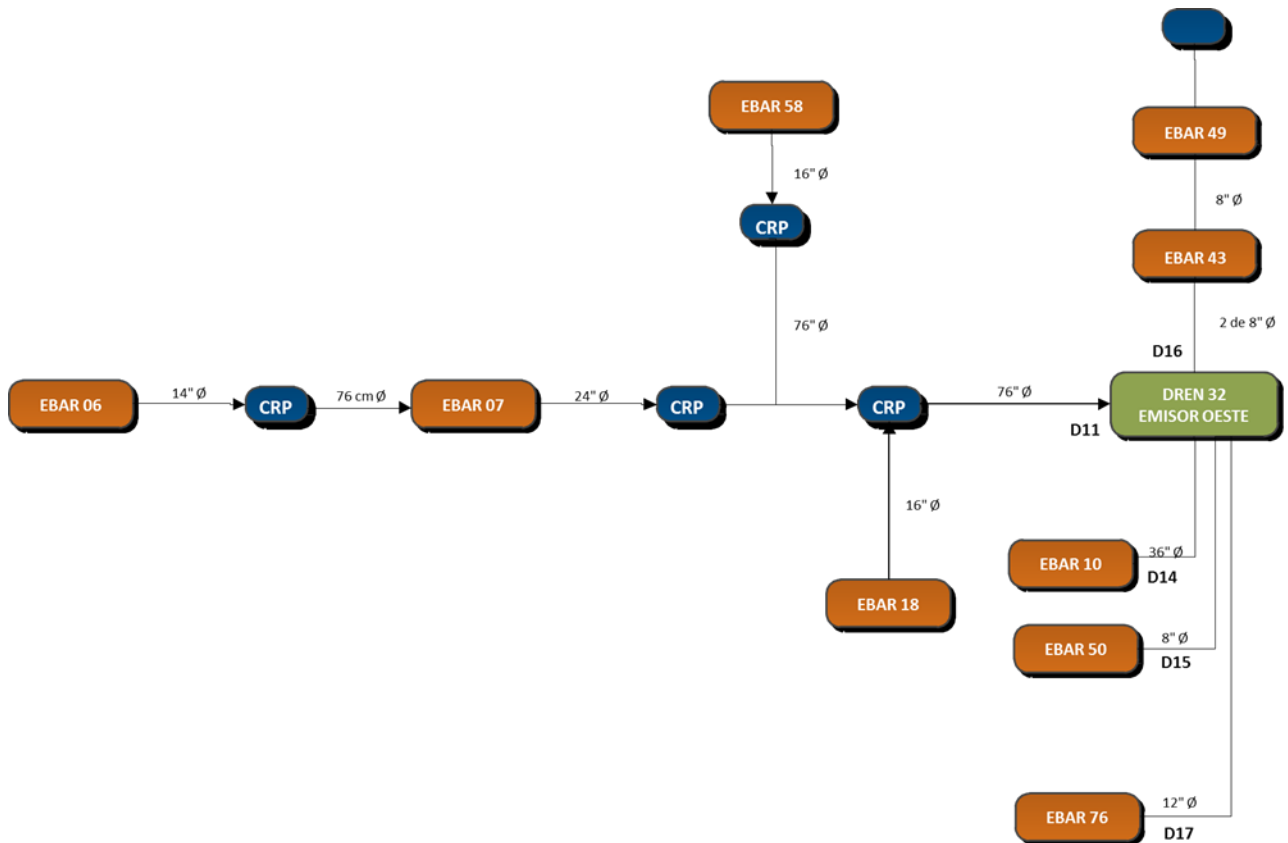 EBAR 58
EBAR 49
16" Ø
8" Ø
CRP
EBAR 43
76" Ø
2 de 8" Ø
D16
EBAR 06
14" Ø
CRP
76 cm Ø
EBAR 07
24" Ø
CRP
CRP
76" Ø
D11
DREN 32
EMISOR OESTE
16" Ø
EBAR 10
36" Ø
D14
EBAR 18
EBAR 50
8" Ø
D15
EBAR 76
12" Ø
D17